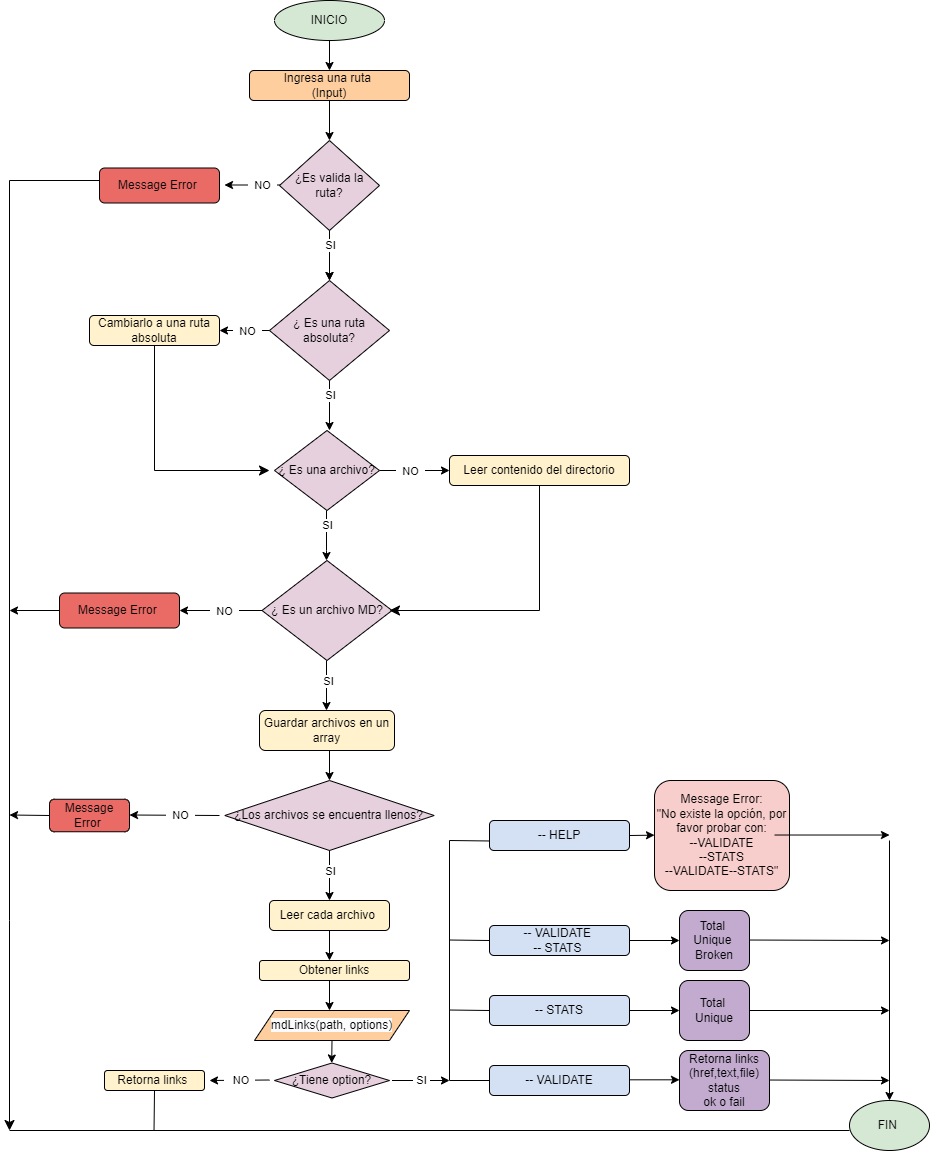 INICIO
Ingresa una ruta
(Input)
¿Es valida la
ruta?
NO
Message Error
SI
¿ Es una ruta
absoluta?
NO
Cambiarlo a una ruta
absoluta
SI
¿ Es una archivo?
NO
Leer contenido del directorio
SI
¿ Es un archivo MD?
NO
Message Error
SI
Guardar archivos en un
array
¿Los archivos se encuentra llenos?
NO
Message
Error
SI
Leer cada archivo
Obtener links
mdLinks(path, options)
¿Tiene option?
NO
Retorna links
SI
-- HELP
Message Error:
"No existe la opción, por
favor probar con:
--VALIDATE
--STATS
--VALIDATE--STATS"
-- VALIDATE
-- STATS
Total
Unique
Broken
-- STATS
Total
Unique
-- VALIDATE
Retorna links
(href,text,file)
status
ok o fail
FIN